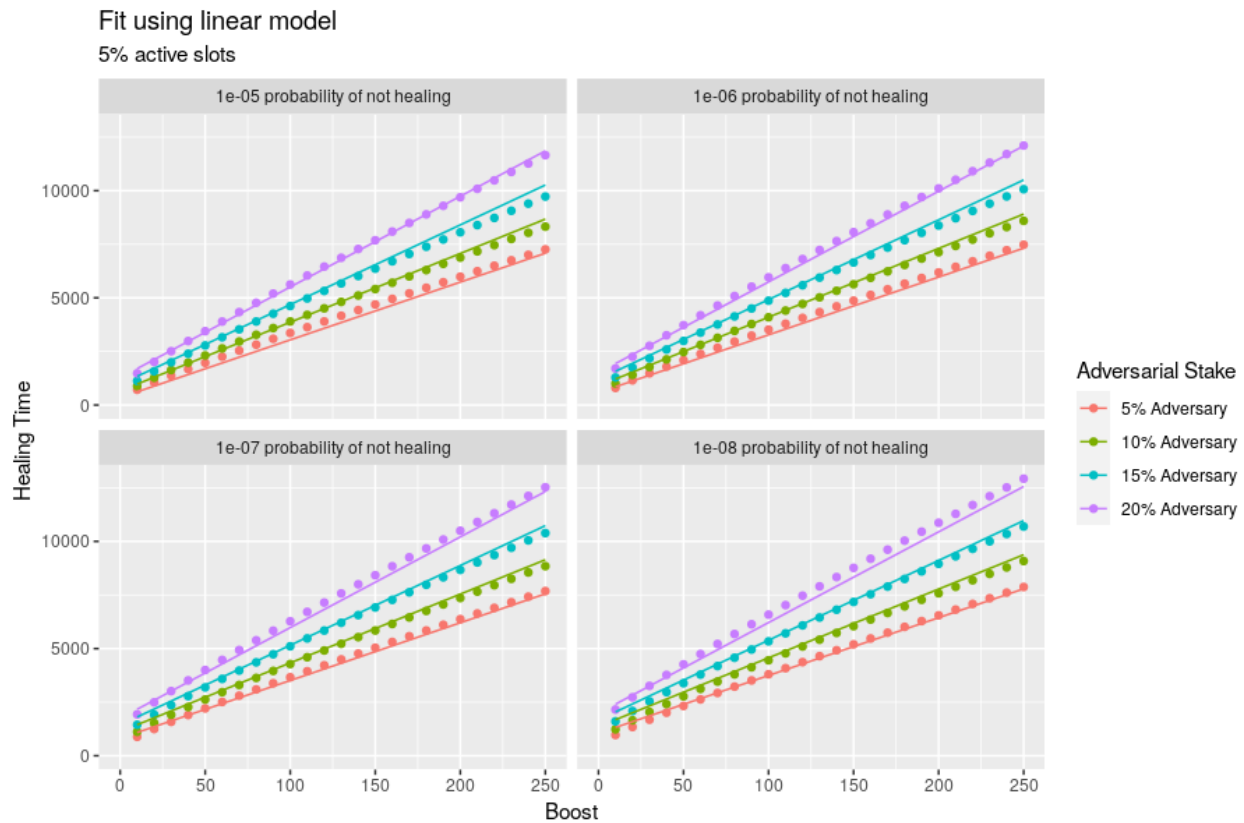 Fit using linear model
5% active slots
1e-05 probability of not healing
1e-06 probability of not healing
10000
5000
0
1e-07 probability of not healing
1e-08 probability of not healing
10000
5000
0
0 50 100 150 200 250
0 50 100 150 200 250
Healing Time
Boost
Adversarial Stake
5% Adversary
10% Adversary
15% Adversary
20% Adversary